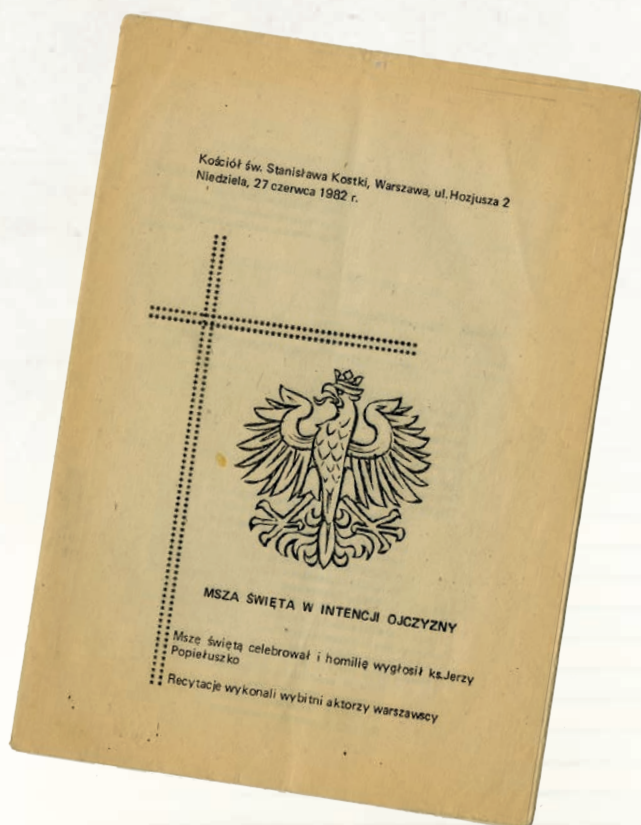 Kościół św. Stanisława Kostki, Warszawa, ul.Hozjusza 2
Niedziela, 27 czerwca 1982 r.
MSZA ŚWIĘTA W INTENCJI OJCZYZNY
Mszę świętą celebrował i homilię wygłosił ks.Jerzy
Popiełuszko
Recytacje wykonali wybitni aktorzy warszawscy